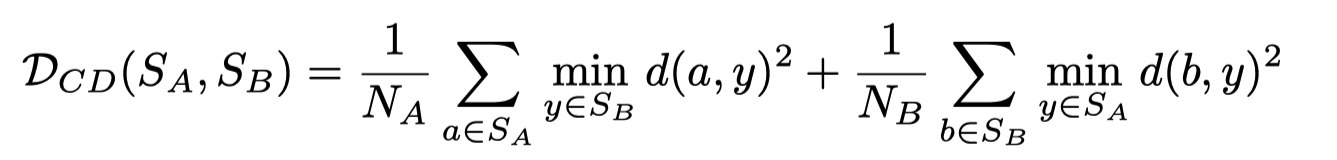 $\mathcal{D}_{CD}(S_A, S_B) = \frac{1}{N_A} \sum_{a \in S_A} \min_{y \in S_B} d(a, y)^2 + \frac{1}{N_B} \sum_{b \in S_B} \min_{y \in S_A} d(b, y)^2$